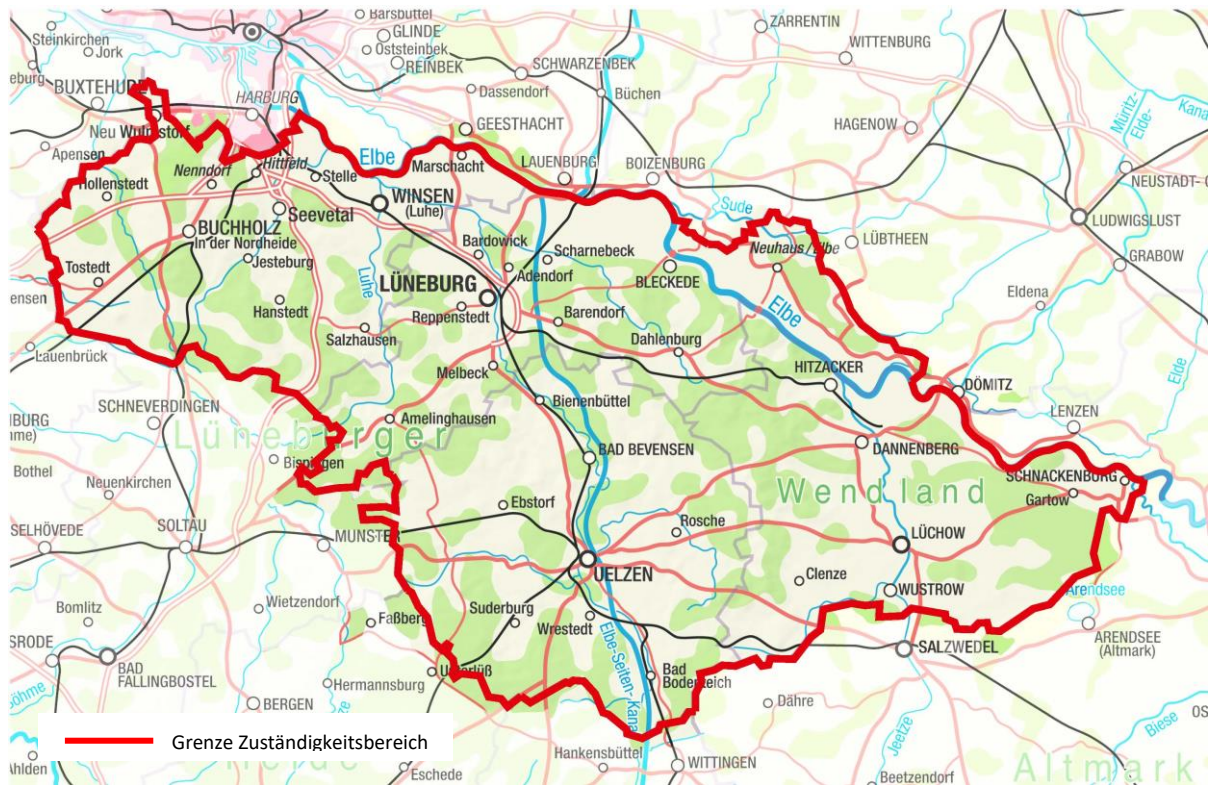 Steinkirchen
Jork
Barsbüttel
GLINDE
Oststeinbek
REINBEK
ZARRENTIN
WITTENBURG
SCHWARZENBEK
Dassendorf
Büchen
BUXTEHUDE
HARBURG
Müritz-
Elde-
Kana
HAGENOW
Neu Wulmstorf
GEESTHACHT
Apensen
Nenndorf
Hittfeld
Elbe
Marschacht
LAUENBURG
BOIZENBURG
NEUSTADT-
Hollenstedt
Stelle
WINSEN
(Luhe)
Seevetal
Sude
LUDWIGSLUST
BUCHHOLZ
In der Nordheide
Jesteburg
Bardowick
Scharnebeck
Neuhaus/Elbe
LÜBTHEEN
GRABOW
Tostedt
Luhe
Adendorf
BLECKEDE
LÜNEBURG
Eldena
Hanstedt
Reppenstedt
Barendorf
Elbe
Salzhausen
Dahlenburg
Lauenbrück
Melbeck
HITZACKER
DÖMITZ
Elde
Bienenbüttel
SCHNEVERDINGEN
Amelinghausen
LENZEN
Lüneburger
DANNENBERG
Bothel
Bispingen
BAD BEVENSEN
SCHNACKENBURG
Neuenkirchen
Wendland
Gartow
Ebstorf
Rosche
SELHÖVEDE
SOLTAU
MUNSTER
LÜCHOW
UELZEN
Clenze
WUSTROW
Arendsee
Bomlitz
Wietzendorf
Faßberg
Suderburg
Wrestedt
ARENDSEE
(Altmark)
SRODE
BAD
FALLINGBOSTEL
Hermannsburg
Unterlüß
Elbe-Seiten-Kanal
Bad
Bodenteich
SALZWEDEL
Dähre
BERGEN
Böhme
Jeetze
Biese
OS
Grenze Zuständigkeitsbereich
Hankensbüttel
WITTINGEN
Ahlden
Eschede
Beetzendorf
Altmark